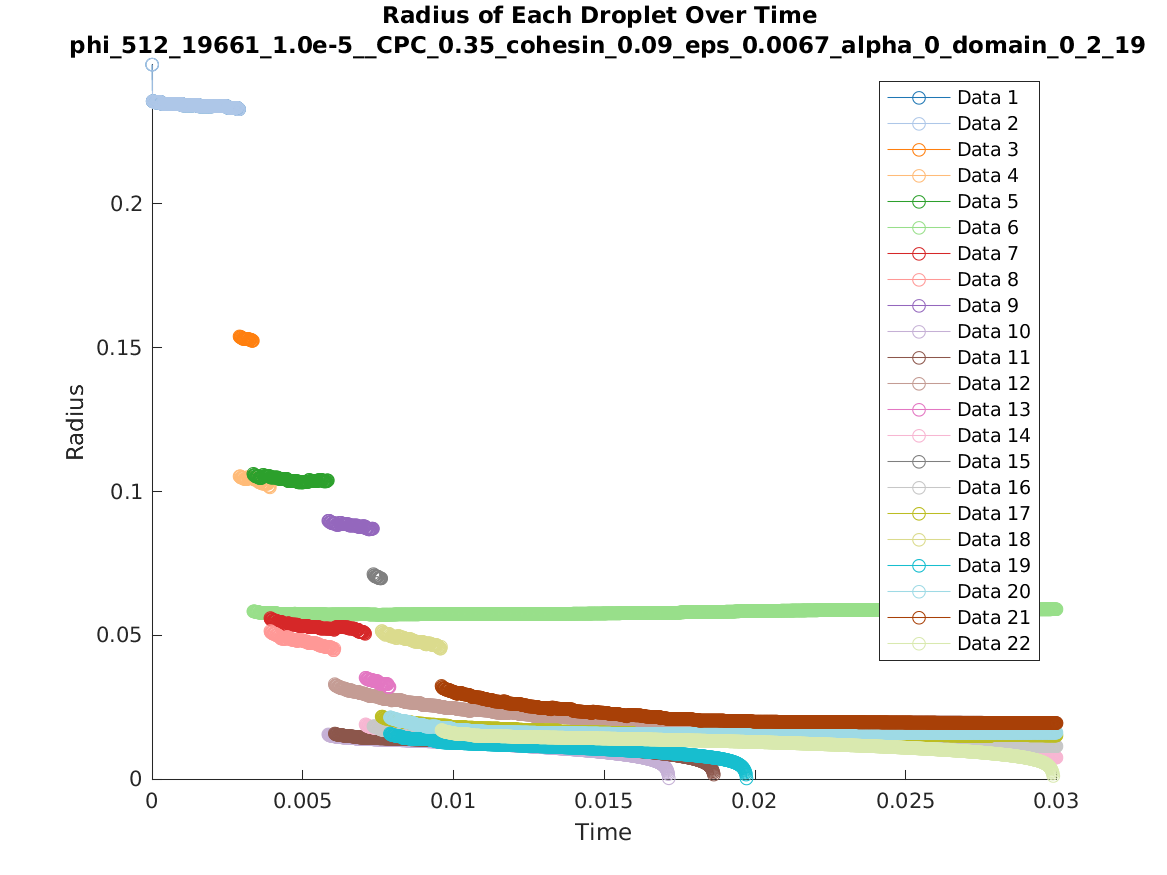 Radius of Each Droplet Over Time
phi_512_19661_1.0e-5__CPC_0.35_cohesin_0.09_eps_0.0067_alpha_0_domain_0_2_19
Radius
0.2
0.15
0.1
0.05
0
0
0.005
0.01
0.015
0.02
0.025
0.03
Time
Data 1
Data 2
Data 3
Data 4
Data 5
Data 6
Data 7
Data 8
Data 9
Data 10
Data 11
Data 12
Data 13
Data 14
Data 15
Data 16
Data 17
Data 18
Data 19
Data 20
Data 21
Data 22